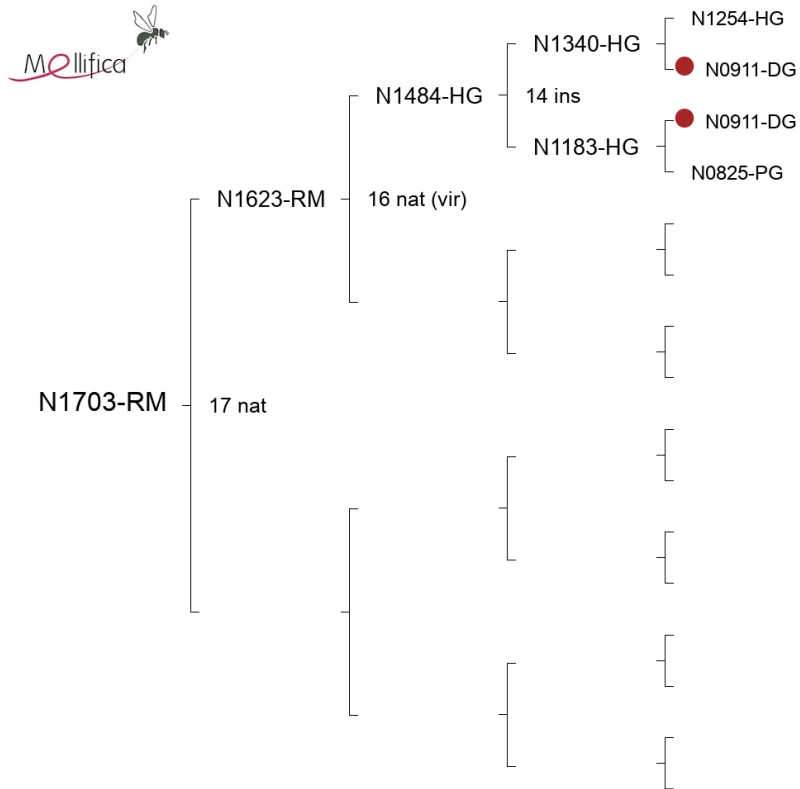 Mellifica
N1254-HG
N1340-HG
N0911-DG
N1484-HG
14 ins
N0911-DG
N1183-HG
N0825-PG
N1623-RM
16 nat (vir)
N1703-RM
17 nat